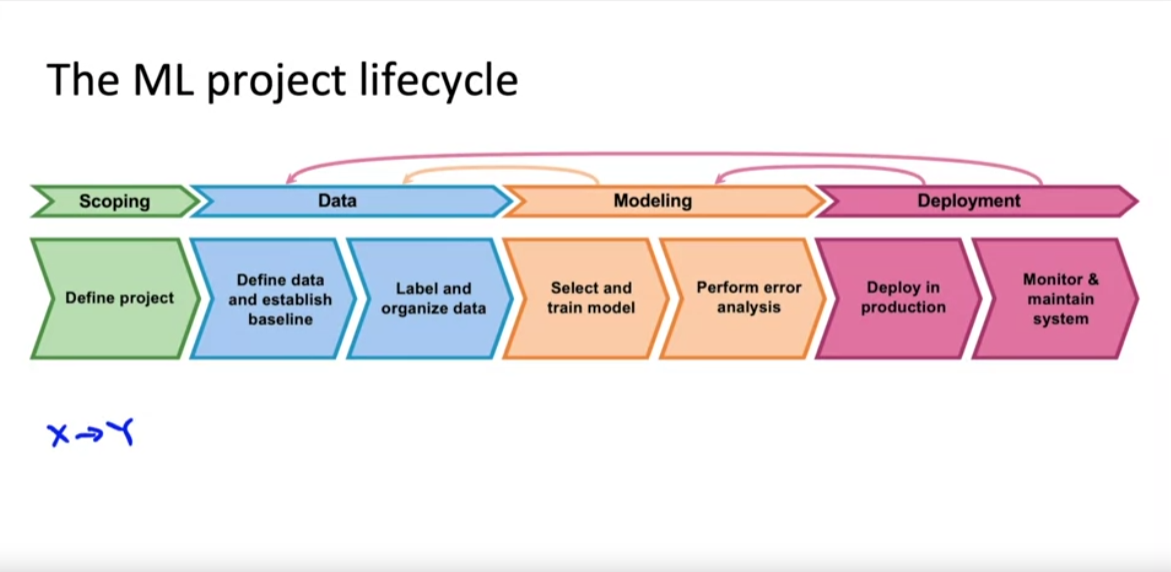 The ML project lifecycle
Scoping
Data
Modeling
Deployment
Define project
Define data
and establish
baseline
Label and
organize data
Select and
train model
Perform error
analysis
Deploy in
production
Monitor &
maintain
system
X→Y